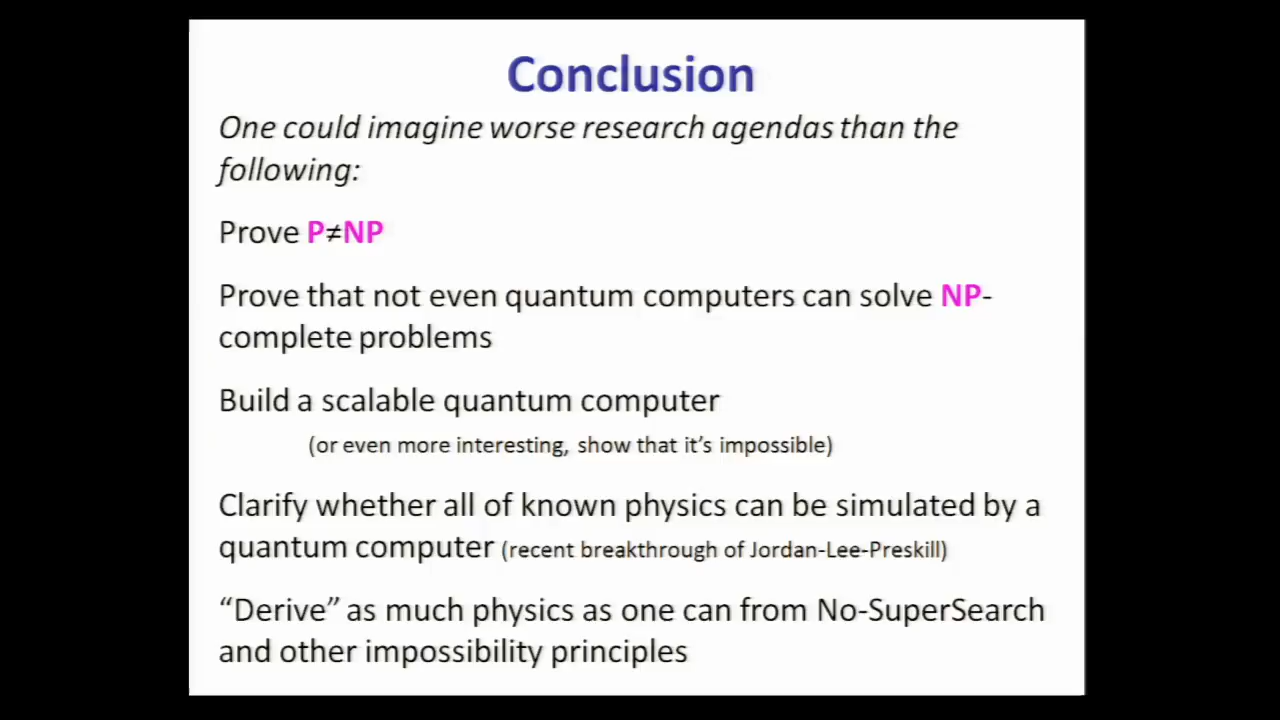 Conclusion
One could imagine worse research agendas than the
following:
Prove P≠NP
Prove that not even quantum computers can solve NP-
complete problems
Build a scalable quantum computer
(or even more interesting, show that it's impossible)
Clarify whether all of known physics can be simulated by a
quantum computer (recent breakthrough of Jordan-Lee-Preskill)
“Derive” as much physics as one can from No-SuperSearch
and other impossibility principles